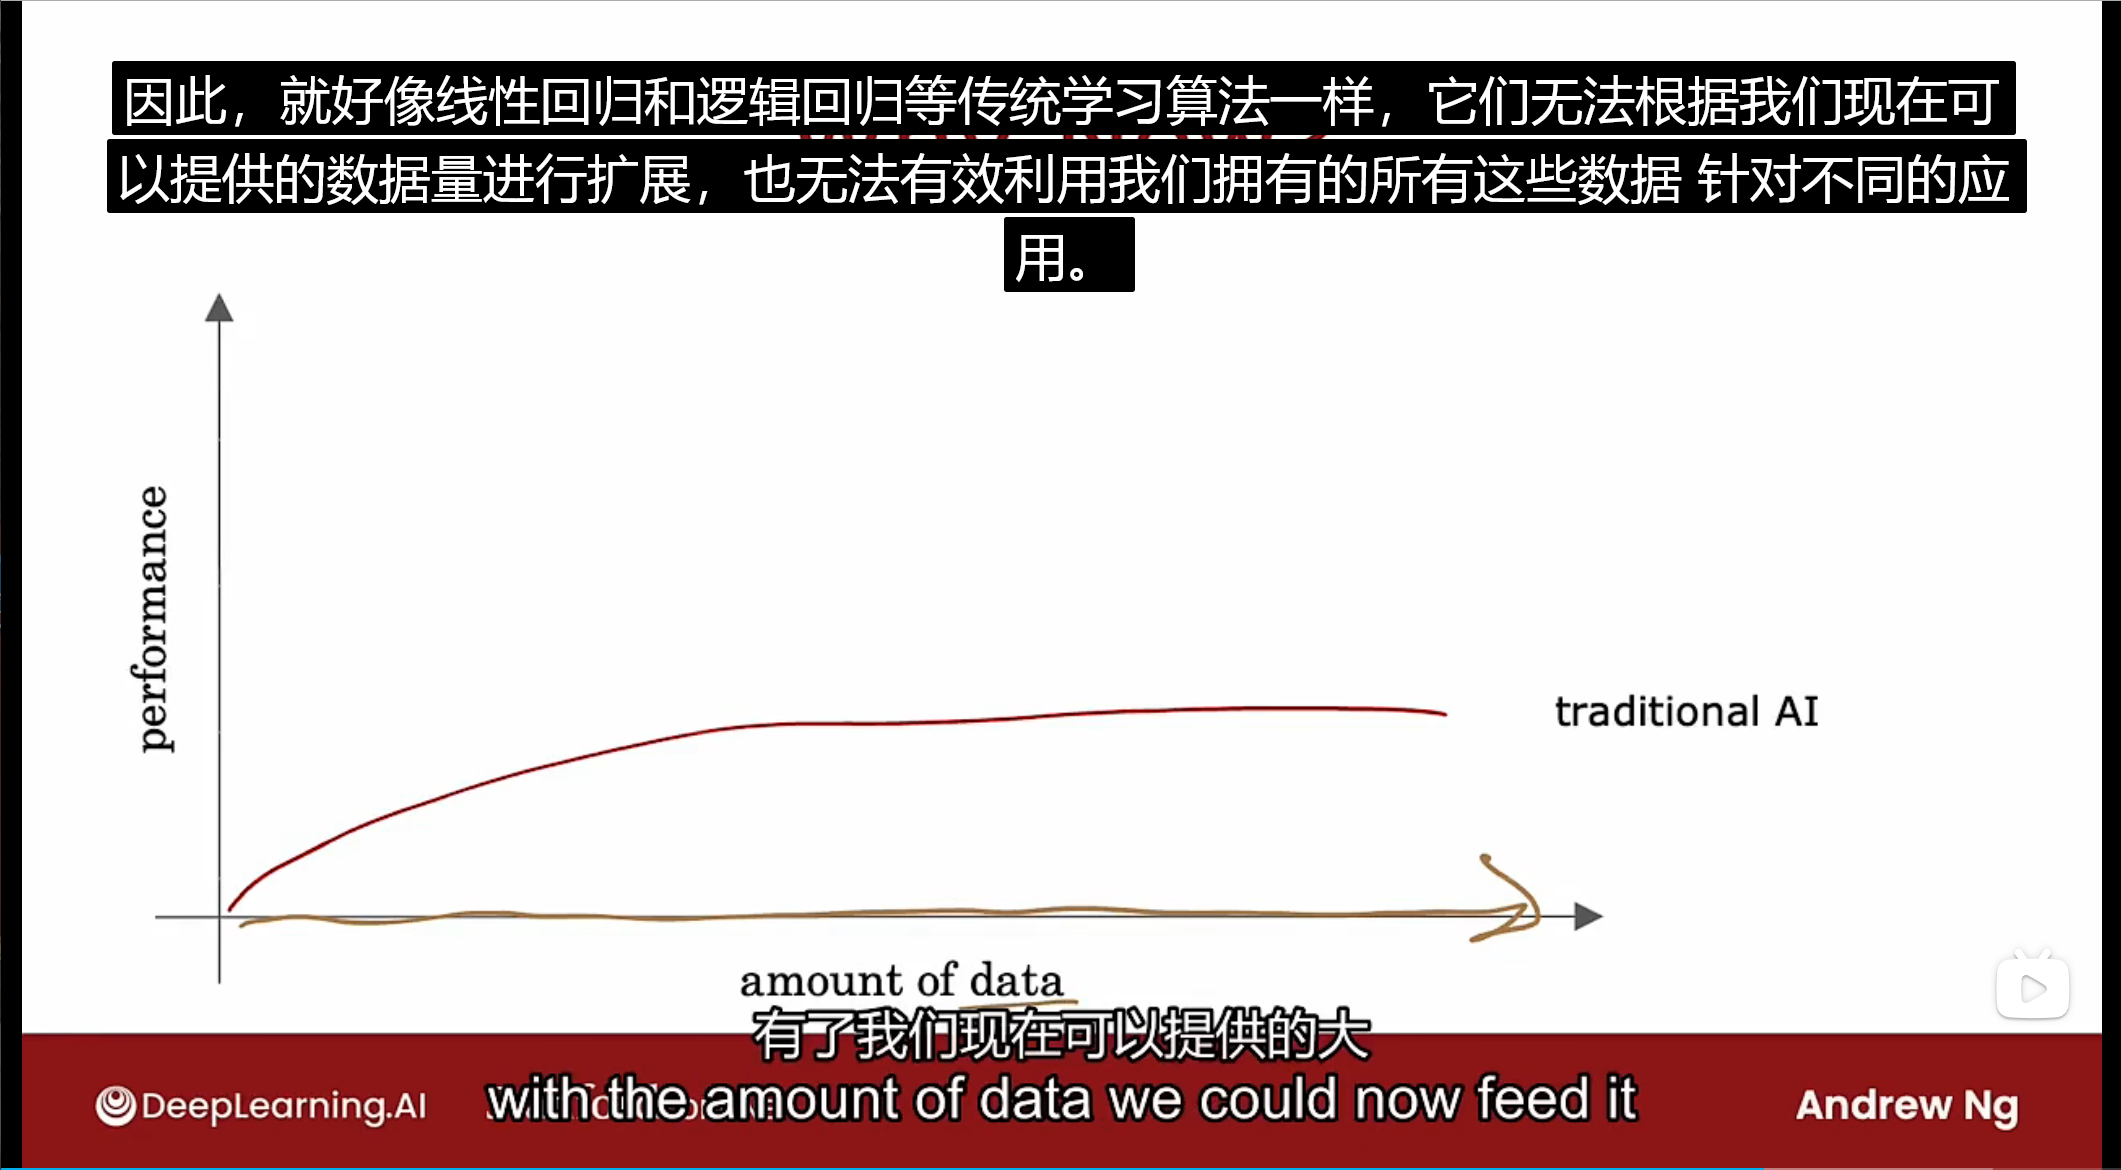 因此，就好像线性回归和逻辑回归等传统学习算法一样，它们无法根据我们现在可
以提供的数据量进行扩展，也无法有效利用我们拥有的所有这些数据 针对不同的应
用。
performance
traditional AI
amount of data
有了我们现在可以提供的大
with the amount of data we could now feed it
DeepLearning.AI
Andrew Ng